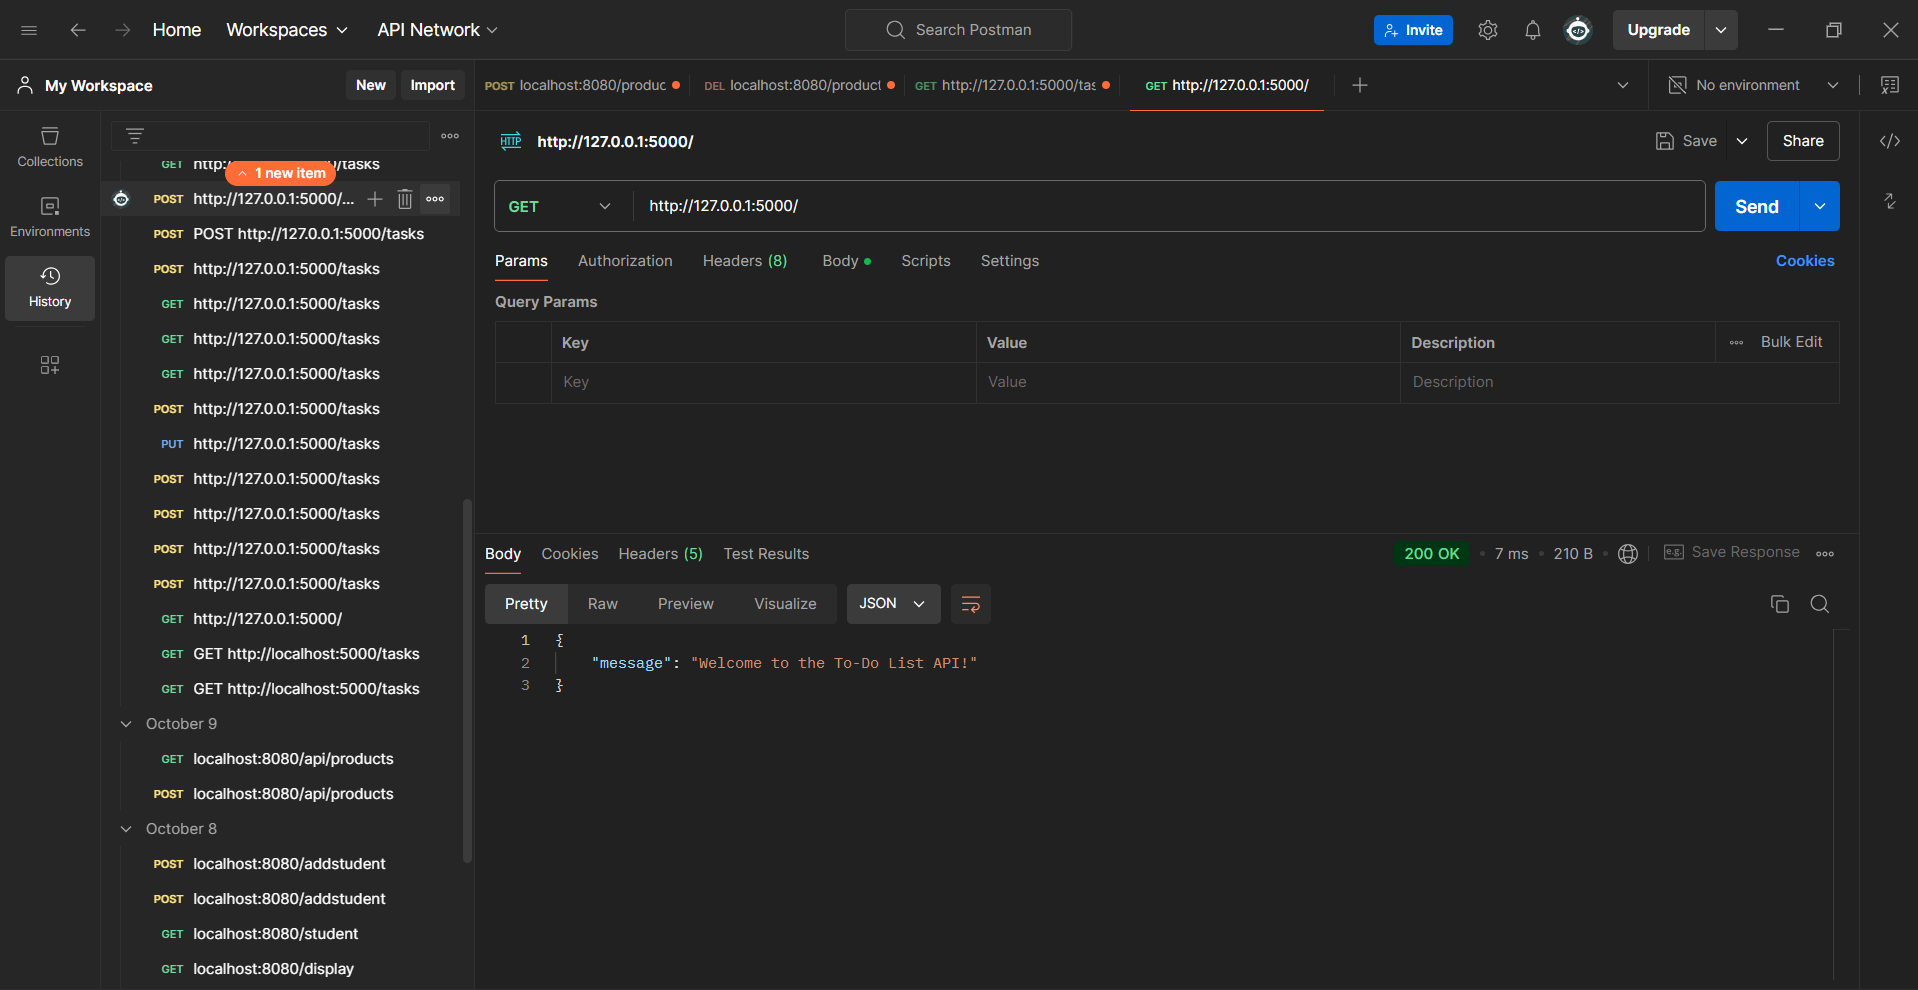 Home Workspaces API Network Search Postman Invite Upgrade
My Workspace New Import POST localhost:8080/produc DEL localhost:8080/product GET http://127.0.0.1:5000/tas GET http://127.0.0.1:5000/ No environment
Collections
Environments
History
GET http://127.0.0.1:5000/tasks
1 new item
POST http://127.0.0.1:5000/...
POST POST http://127.0.0.1:5000/tasks
POST http://127.0.0.1:5000/tasks
GET http://127.0.0.1:5000/tasks
GET http://127.0.0.1:5000/tasks
GET http://127.0.0.1:5000/tasks
POST http://127.0.0.1:5000/tasks
PUT http://127.0.0.1:5000/tasks
POST http://127.0.0.1:5000/tasks
POST http://127.0.0.1:5000/tasks
POST http://127.0.0.1:5000/tasks
POST http://127.0.0.1:5000/tasks
GET http://127.0.0.1:5000/
GET GET http://localhost:5000/tasks
GET GET http://localhost:5000/tasks
October 9
GET localhost:8080/api/products
POST localhost:8080/api/products
October 8
POST localhost:8080/addstudent
POST localhost:8080/addstudent
GET localhost:8080/student
GET localhost:8080/display
HTTP http://127.0.0.1:5000/ Save Share
GET http://127.0.0.1:5000/ Send
Params Authorization Headers (8) Body Scripts Settings Cookies
Query Params
Key Value Description Bulk Edit
Key Value Description
Body Cookies Headers (5) Test Results 200 OK 7 ms 210 B e.g. Save Response
Pretty Raw Preview Visualize JSON
1 {
2 "message": "Welcome to the To-Do List API!"
3 }